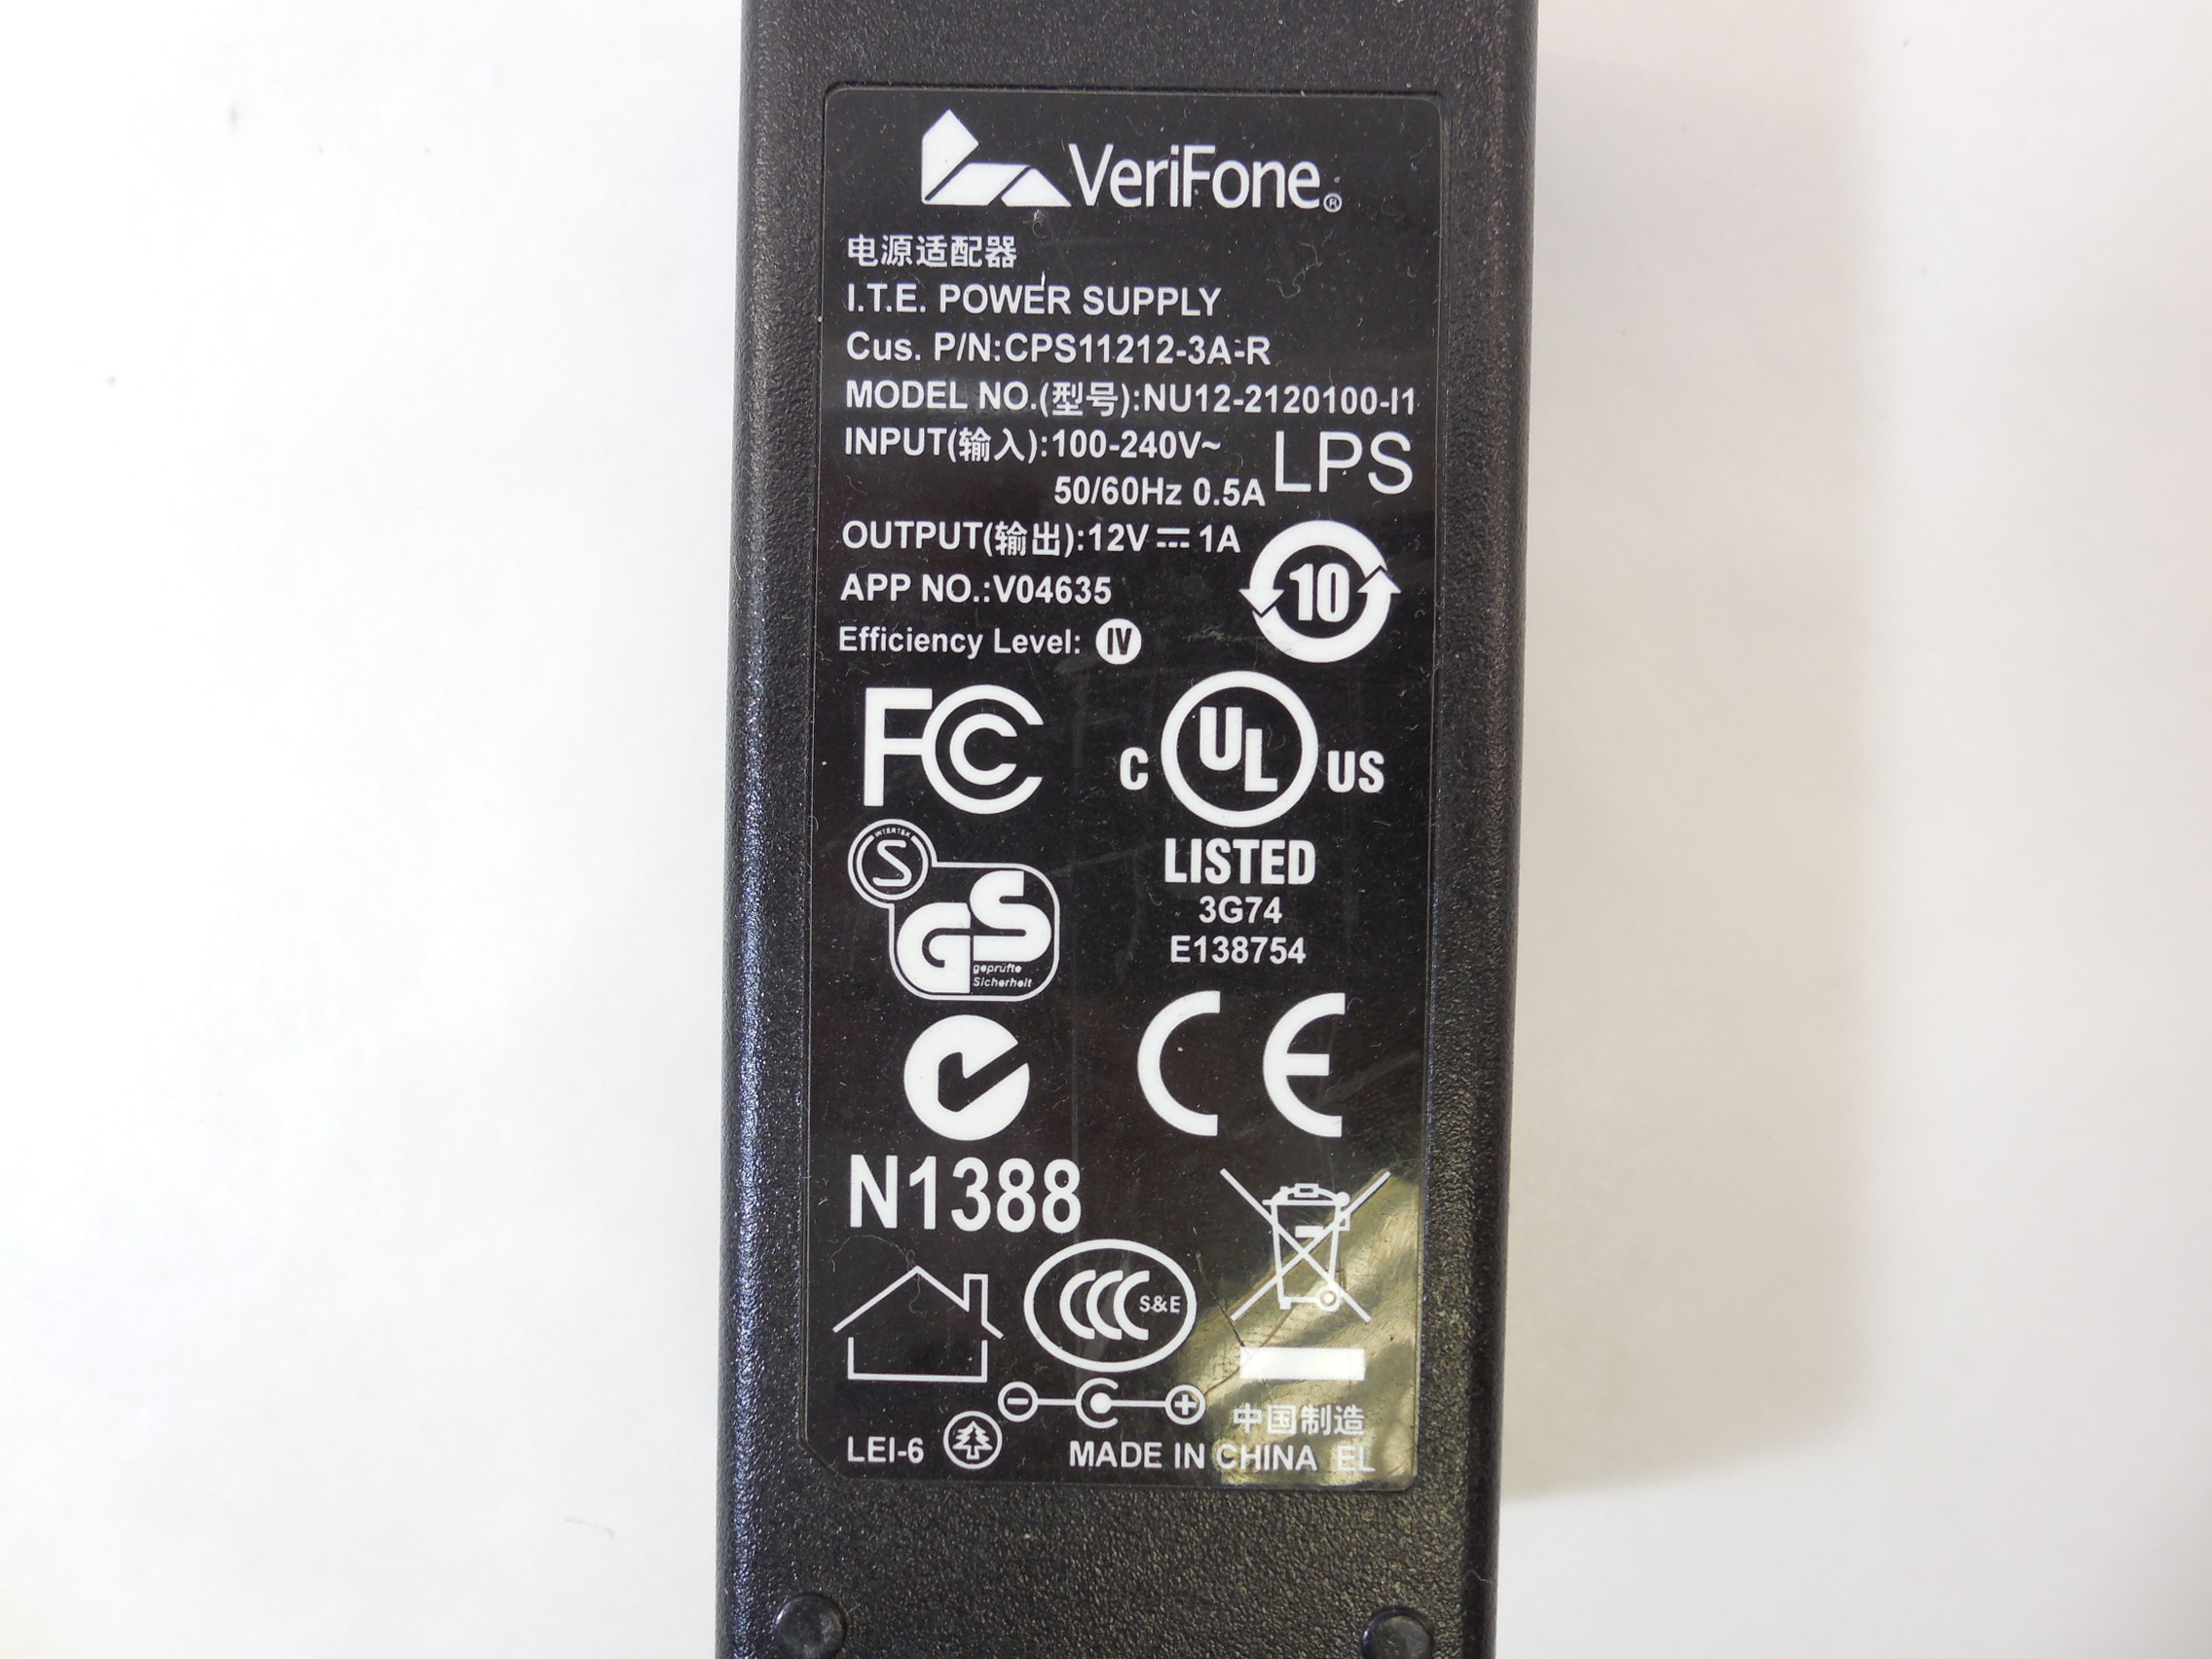 VeriFone®
电源适配器
I.T.E. POWER SUPPLY
Cus. P/N:CPS11212-3A-R
MODEL NO.(型号):NU12-2120100-I1
INPUT(输入):100-240V~
50/60Hz 0.5A
LPS
OUTPUT(输出):12V⎓1A
10
APP NO.:V04635
Efficiency Level: IV
FC
C UL US
LISTED
3G74
E138754
INTERTEK
S
GS
geprüfte
Sicherheit
CE
N1388
CCC S&E
中国制造
LEI-6
MADE IN CHINA EL